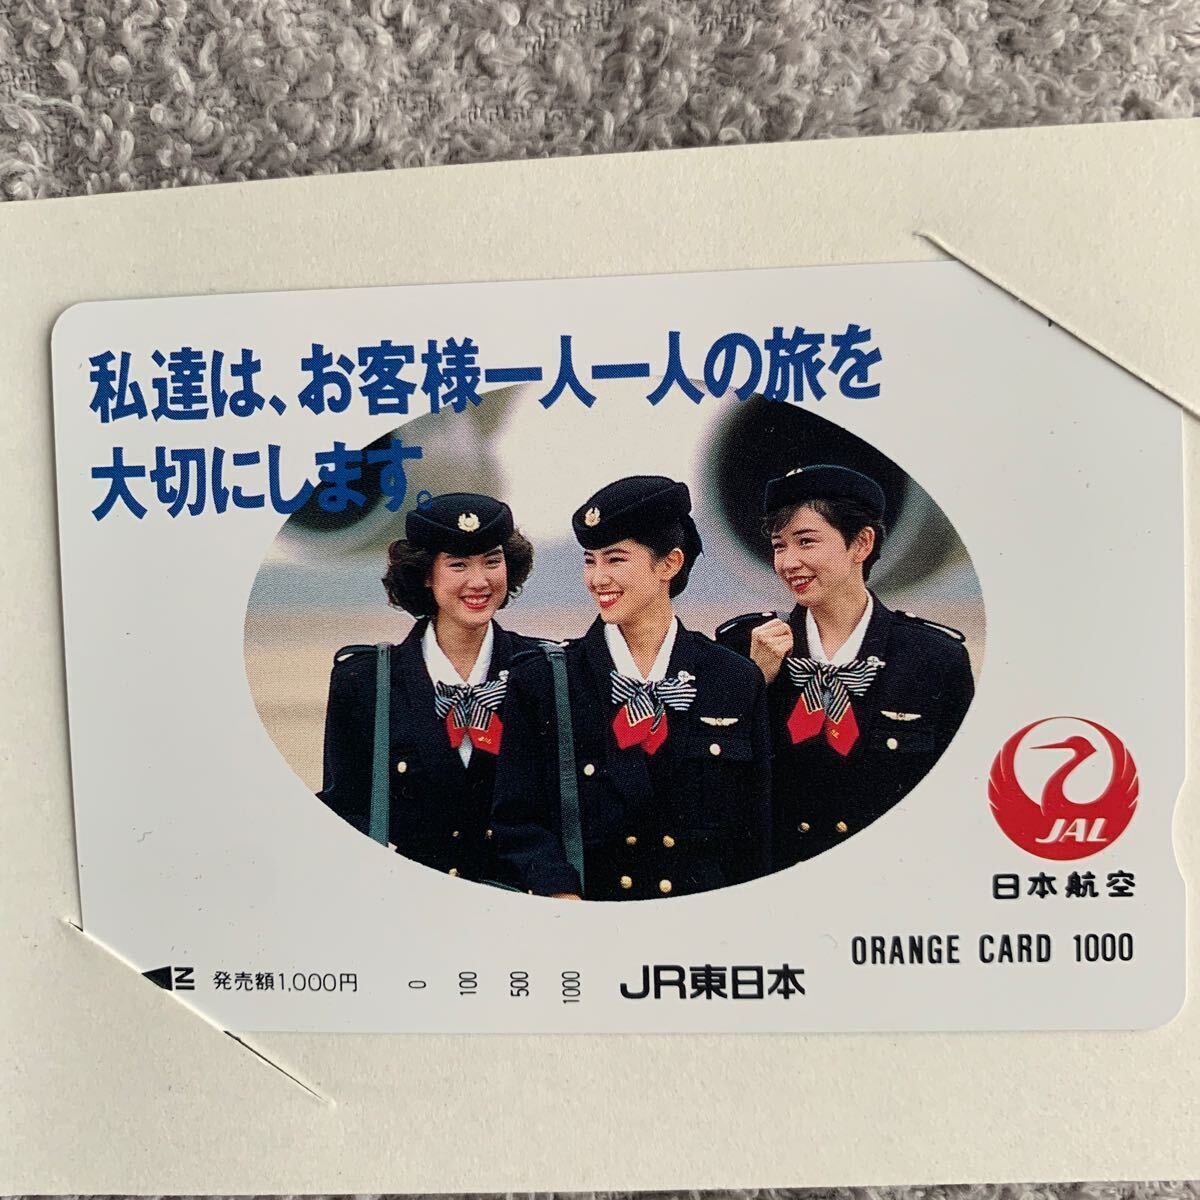 私達は、お客様一人一人の旅を
大切にします。
JAL
日本航空
ORANGE CARD 1000
IN 発売額1,000円 0 100 500 1000 JR東日本